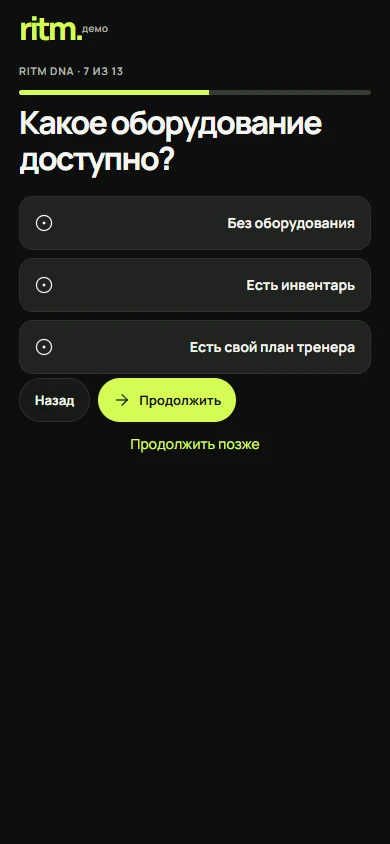 ritm.демо
RITM DNA · 7 ИЗ 13
Какое оборудование
доступно?
Без оборудования
Есть инвентарь
Есть свой план тренера
Назад
Продолжить
Продолжить позже